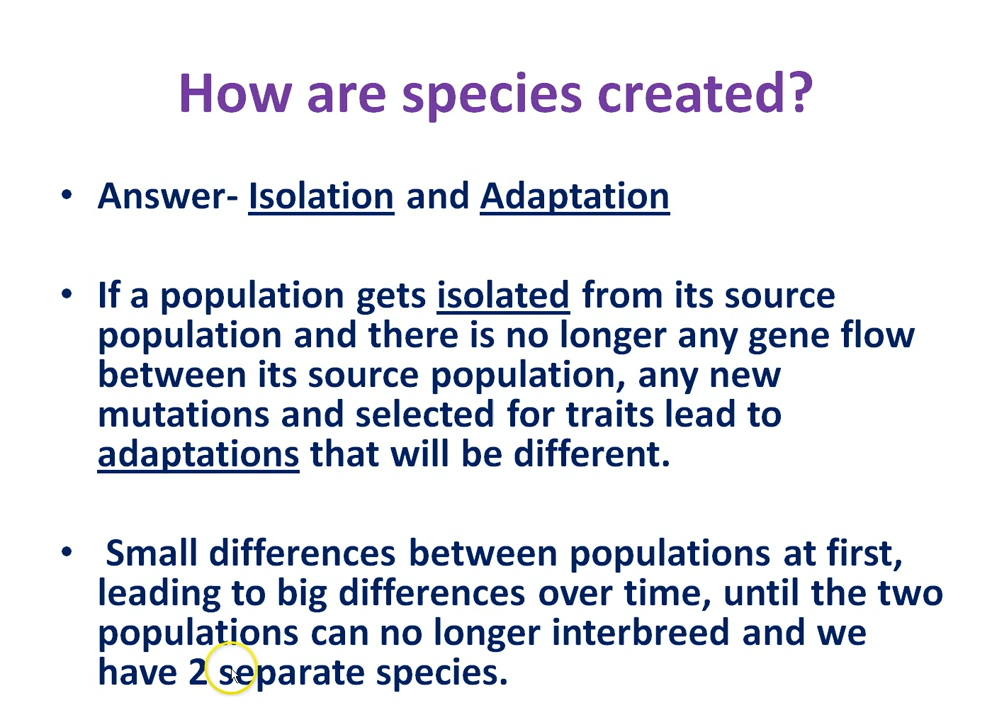 How are species created?
• Answer- Isolation and Adaptation
• If a population gets isolated from its source
population and there is no longer any gene flow
between its source population, any new
mutations and selected for traits lead to
adaptations that will be different.
• Small differences between populations at first,
leading to big differences over time, until the two
populations can no longer interbreed and we
have 2 separate species.